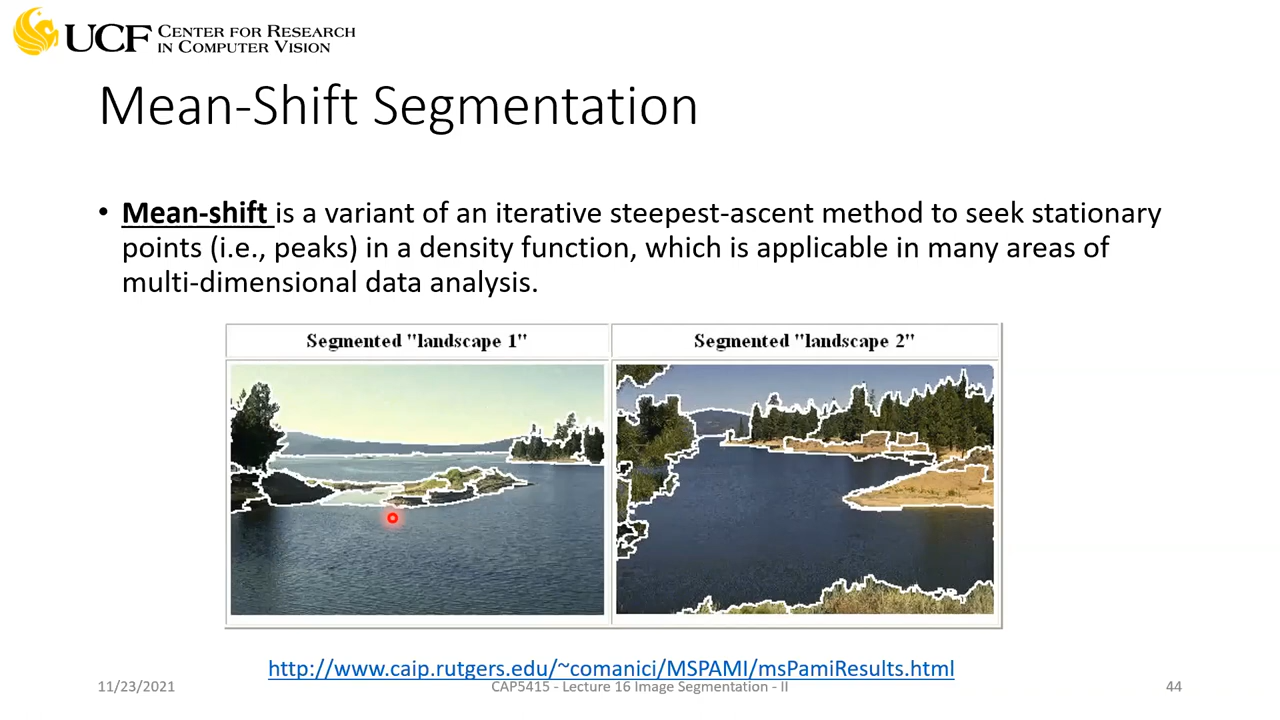 UCF CENTER FOR RESEARCH
IN COMPUTER VISION
Mean-Shift Segmentation
• Mean-shift is a variant of an iterative steepest-ascent method to seek stationary
points (i.e., peaks) in a density function, which is applicable in many areas of
multi-dimensional data analysis.
Segmented "landscape 1"
Segmented "landscape 2"
http://www.caip.rutgers.edu/~comanici/MSPAMI/msPamiResults.html
11/23/2021
CAP5415 - Lecture 16 Image Segmentation - II
44